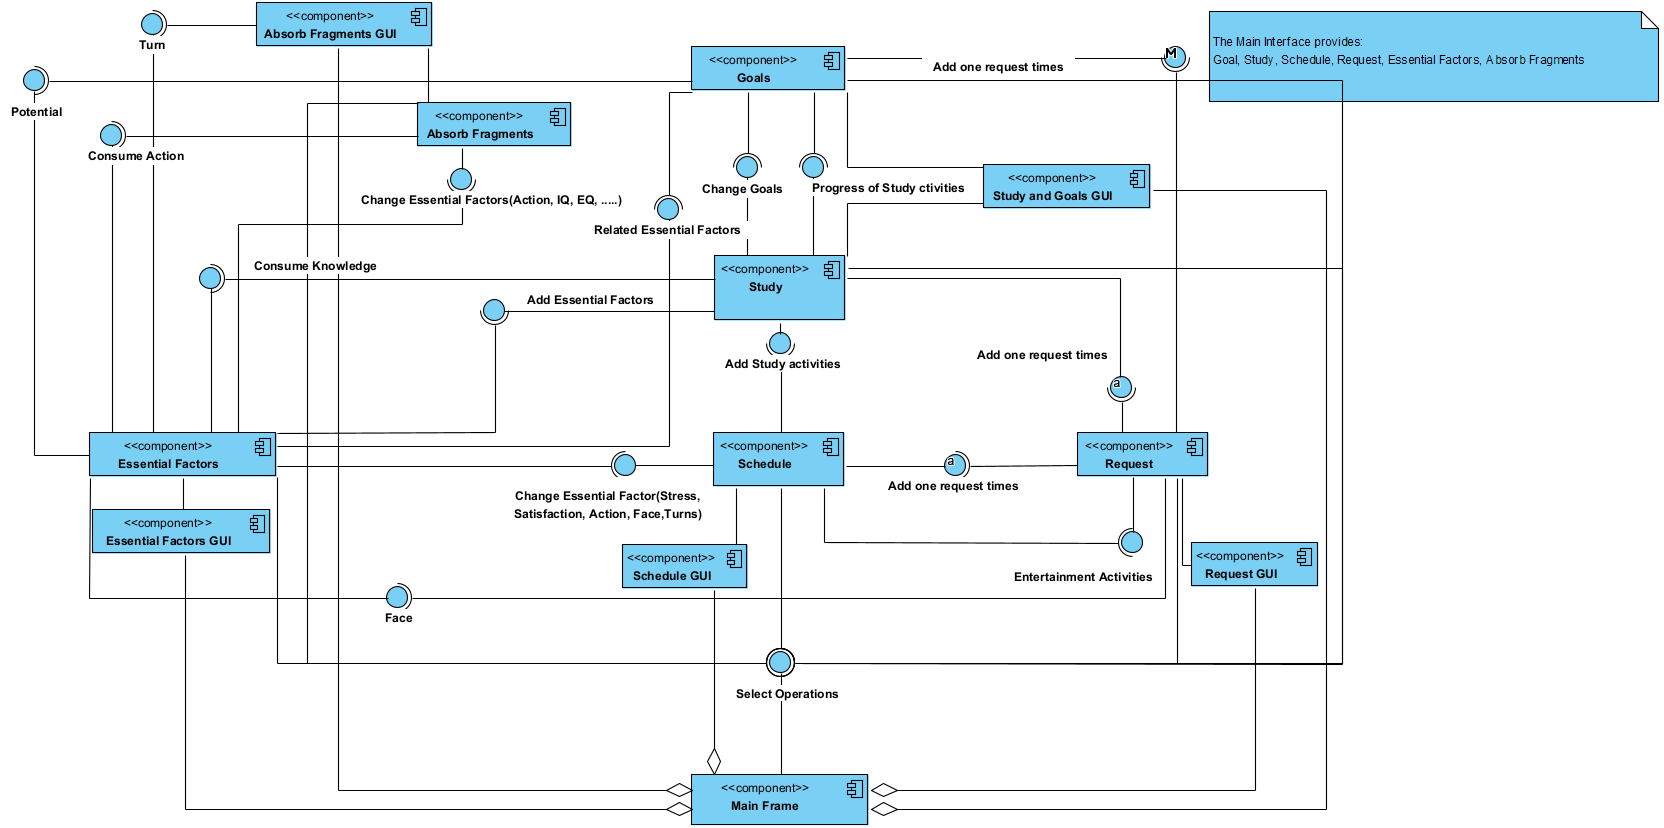 <<component>>
Absorb Fragments GUI
Turn
The Main Interface provides:
Goal, Study, Schedule, Request, Essential Factors, Absorb Fragments
<<component>>
Goals
Add one request times
M
Potential
<<component>>
Absorb Fragments
Consume Action
Change Essential Factors(Action, IQ, EQ, .....)
Change Goals
Progress of Study ctivities
<<component>>
Study and Goals GUI
Related Essential Factors
Consume Knowledge
<<component>>
Study
Add Essential Factors
Add Study activities
Add one request times
a
<<component>>
Essential Factors
<<component>>
Schedule
a
Add one request times
<<component>>
Request
Change Essential Factor(Stress,
Satisfaction, Action, Face,Turns)
<<component>>
Essential Factors GUI
<<component>>
Schedule GUI
Entertainment Activities
<<component>>
Request GUI
Face
Select Operations
<<component>>
Main Frame